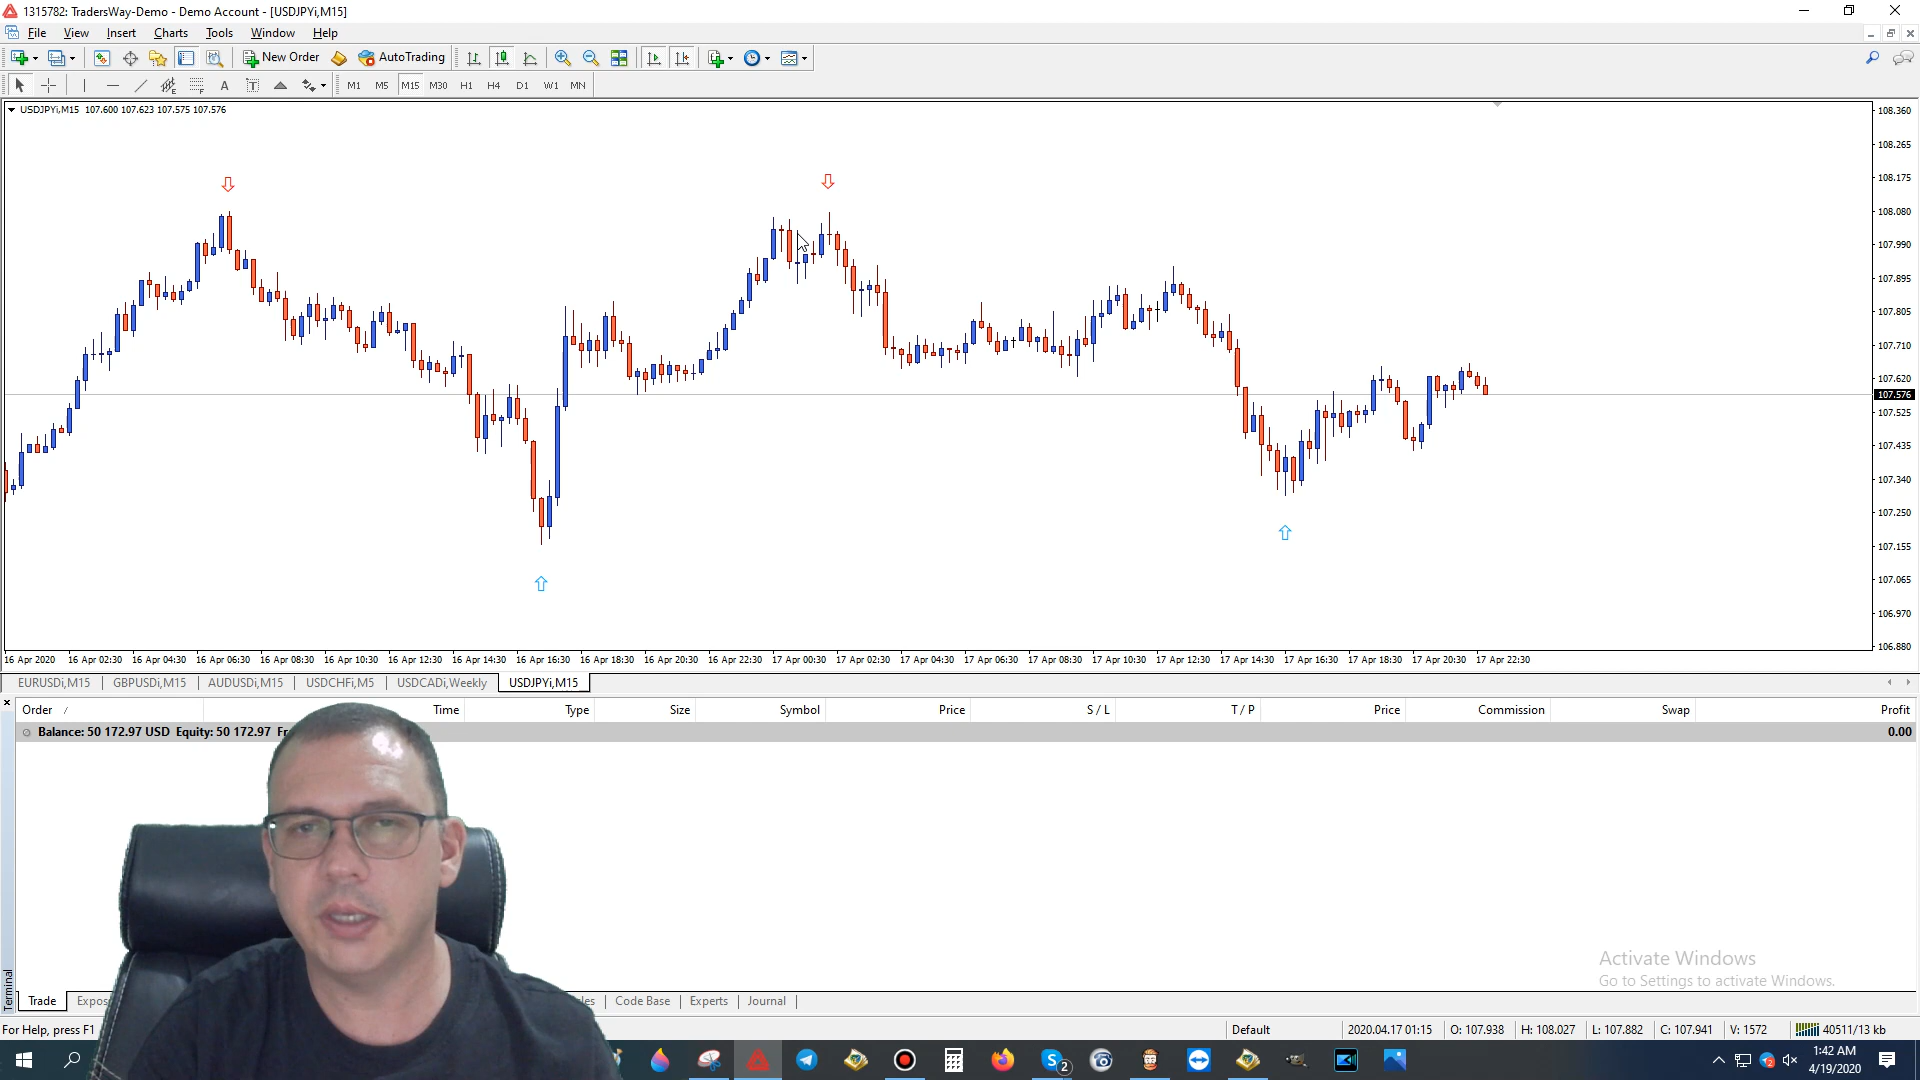 1315782: TradersWay-Demo - Demo Account - [USDJPYi,M15]
File View Insert Charts Tools Window Help
New Order AutoTrading
A T M1 M5 M15 M30 H1 H4 D1 W1 MN
USDJPYi,M15 107.600 107.623 107.575 107.576
108.360
108.265
108.175
108.080
107.990
107.895
107.805
107.710
107.620
107.576
107.525
107.435
107.340
107.250
107.155
107.065
106.970
106.880
16 Apr 2020 16 Apr 02:30 16 Apr 04:30 16 Apr 06:30 16 Apr 08:30 16 Apr 10:30 16 Apr 12:30 16 Apr 14:30 16 Apr 16:30 16 Apr 18:30 16 Apr 20:30 16 Apr 22:30 17 Apr 00:30 17 Apr 02:30 17 Apr 04:30 17 Apr 06:30 17 Apr 08:30 17 Apr 10:30 17 Apr 12:30 17 Apr 14:30 17 Apr 16:30 17 Apr 18:30 17 Apr 20:30 17 Apr 22:30
EURUSDi,M15 GBPUSDi,M15 AUDUSDi,M15 USDCHFi,M5 USDCADi,Weekly USDJPYi,M15
Order / Time Type Size Symbol Price S / L T / P Price Commission Swap Profit
Balance: 50 172.97 USD Equity: 50 172.97 Fr 0.00
Activate Windows
Go to Settings to activate Windows.
Terminal
Trade Expos les Code Base Experts Journal
For Help, press F1 Default 2020.04.17 01:15 O: 107.938 H: 108.027 L: 107.882 C: 107.941 V: 1572 40511/13 kb
2 2 1:42 AM
4/19/2020